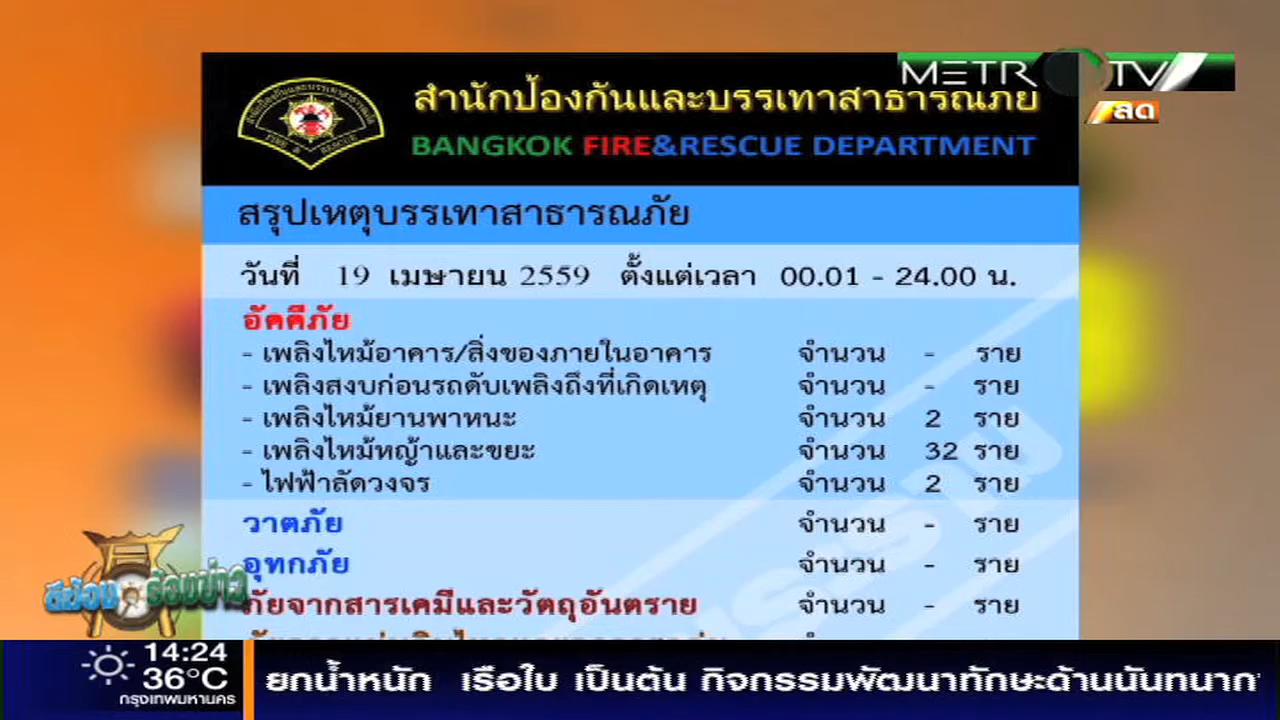 METR TV
สด
สำนักป้องกันและบรรเทาสาธารณภัย
BANGKOK FIRE&RESCUE DEPARTMENT
FIRE & RESCUE
สรุปเหตุบรรเทาสาธารณภัย
วันที่ 19 เมษายน 2559 ตั้งแต่เวลา 00.01 - 24.00 น.
อัคคีภัย
- เพลิงไหม้อาคาร/สิ่งของภายในอาคาร จำนวน - ราย
- เพลิงสงบก่อนรถดับเพลิงถึงที่เกิดเหตุ จำนวน - ราย
- เพลิงไหม้ยานพาหนะ จำนวน 2 ราย
- เพลิงไหม้หญ้าและขยะ จำนวน 32 ราย
- ไฟฟ้าลัดวงจร จำนวน 2 ราย
วาตภัย จำนวน - ราย
อุทกภัย จำนวน - ราย
ภัยจากสารเคมีและวัตถุอันตราย จำนวน - ราย
ตีฆ้องร้องข่าว
14:24
36°C
กรุงเทพมหานคร
ยกน้ำหนัก เรือใบ เป็นต้น กิจกรรมพัฒนาทักษะด้านนันทนาก